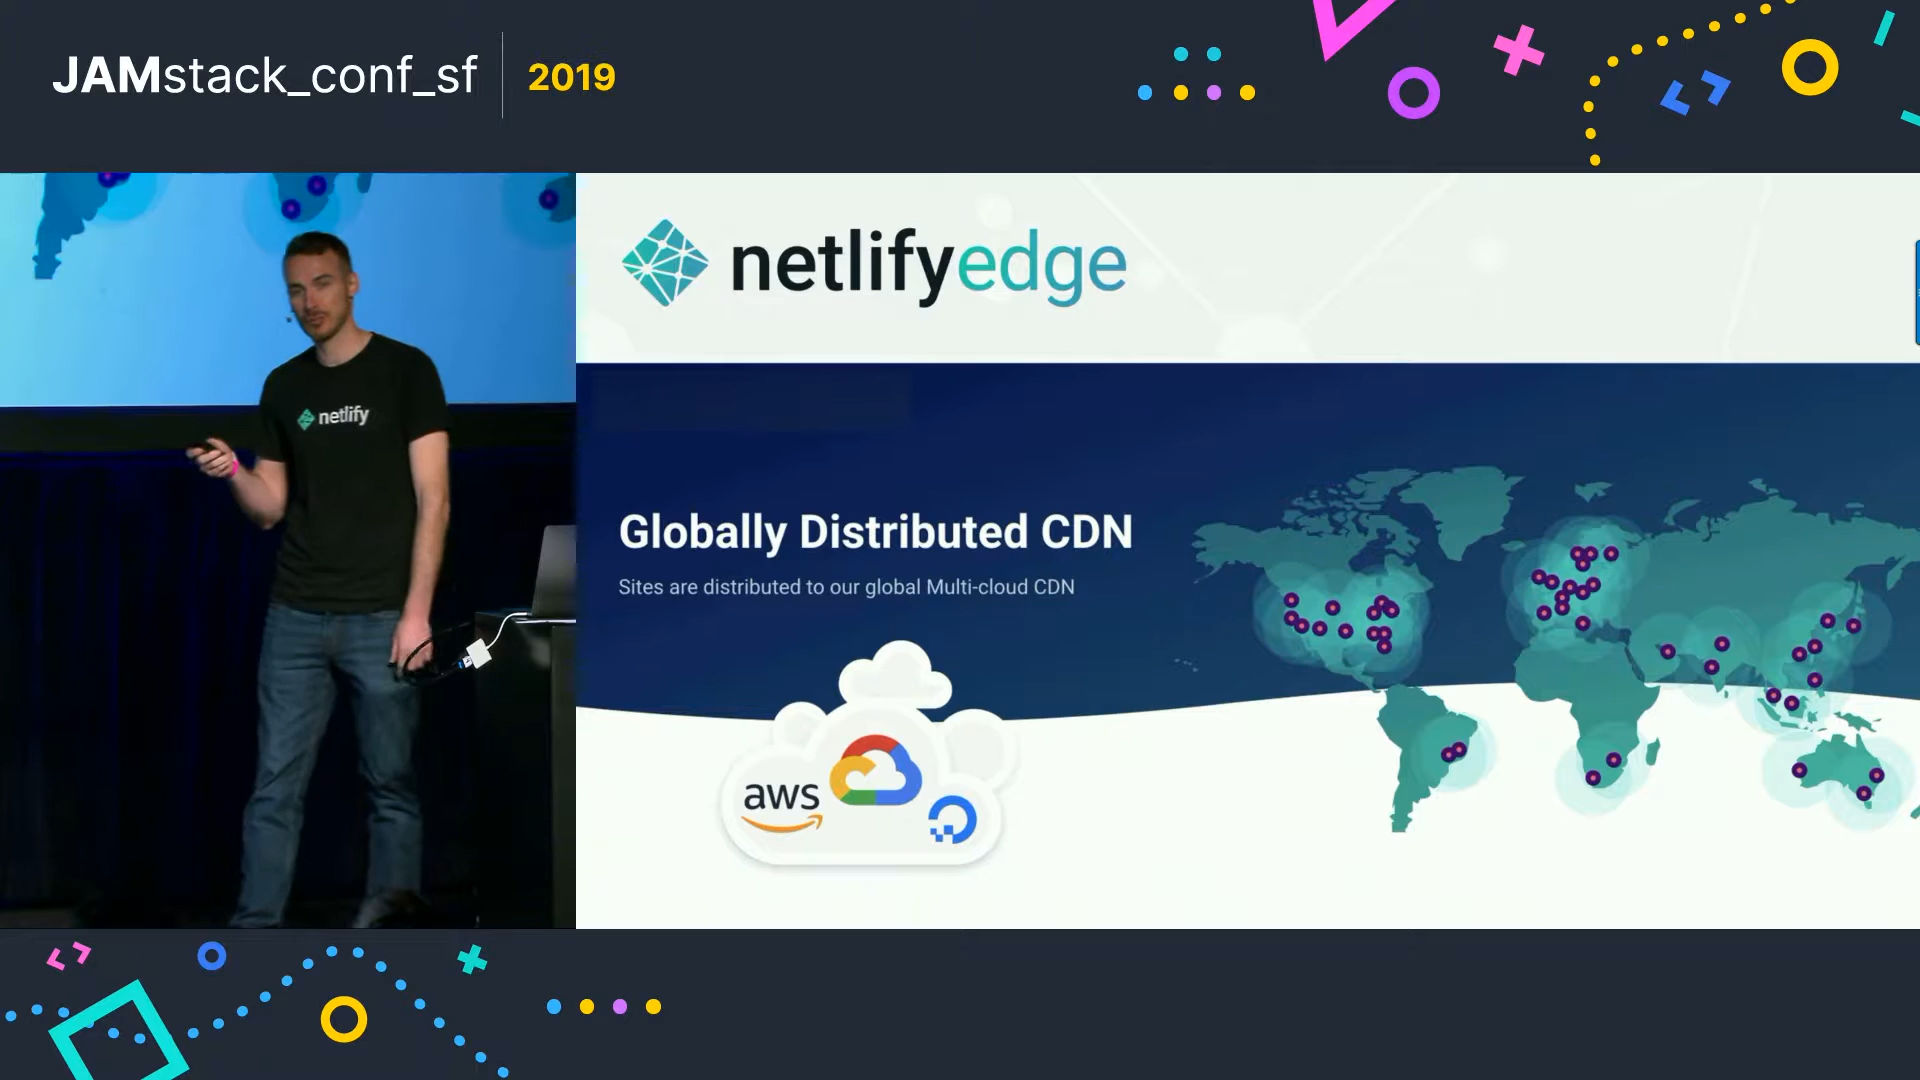 JAMstack_conf_sf
2019
netlify
netlifyedge
Globally Distributed CDN
Sites are distributed to our global Multi-cloud CDN
aws